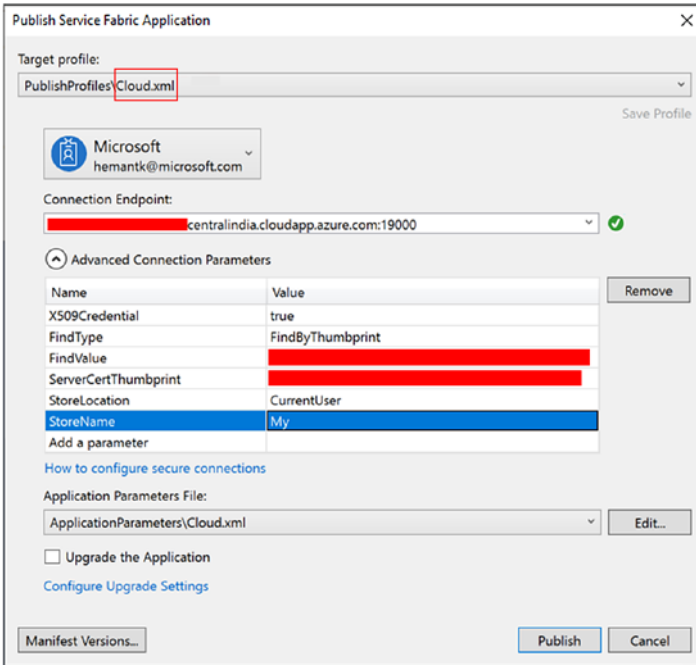 Publish Service Fabric Application
Target profile:
PublishProfiles\Cloud.xml
Save Profile
Microsoft
hemantk@microsoft.com
Connection Endpoint:
centralindia.cloudapp.azure.com:19000
Advanced Connection Parameters
Name Value
Remove
X509Credential true
FindType FindByThumbprint
FindValue
ServerCertThumbprint
StoreLocation CurrentUser
StoreName My
Add a parameter
How to configure secure connections
Application Parameters File:
ApplicationParameters\Cloud.xml
Edit...
Upgrade the Application
Configure Upgrade Settings
Manifest Versions... Publish Cancel